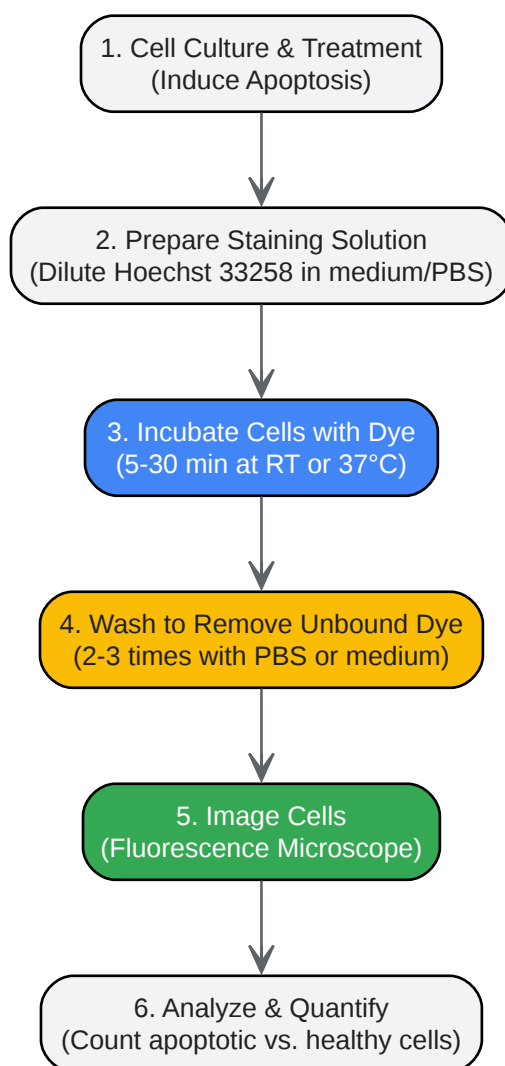 1. Cell Culture & Treatment
(Induce Apoptosis)
2. Prepare Staining Solution
(Dilute Hoechst 33258 in medium/PBS)
3. Incubate Cells with Dye
(5-30 min at RT or 37°C)
4. Wash to Remove Unbound Dye
(2-3 times with PBS or medium)
5. Image Cells
(Fluorescence Microscope)
6. Analyze & Quantify
(Count apoptotic vs. healthy cells)